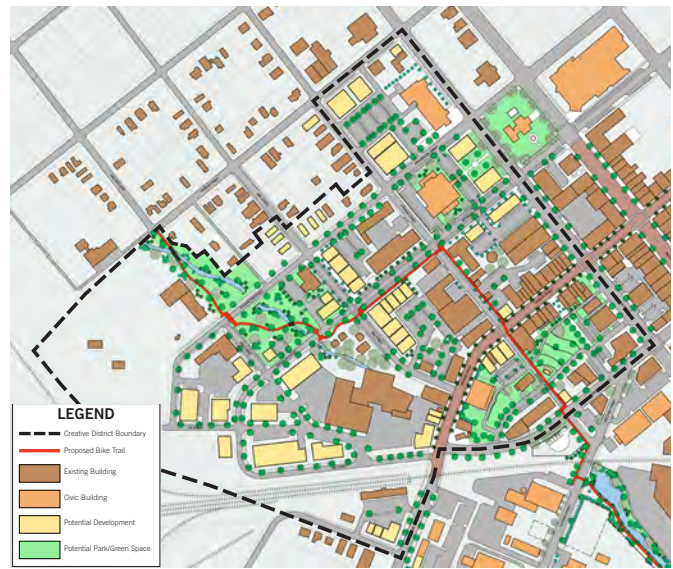 LEGEND
Creative District Boundary
Proposed Bike Trail
Existing Building
Civic Building
Potential Development
Potential Park/Green Space